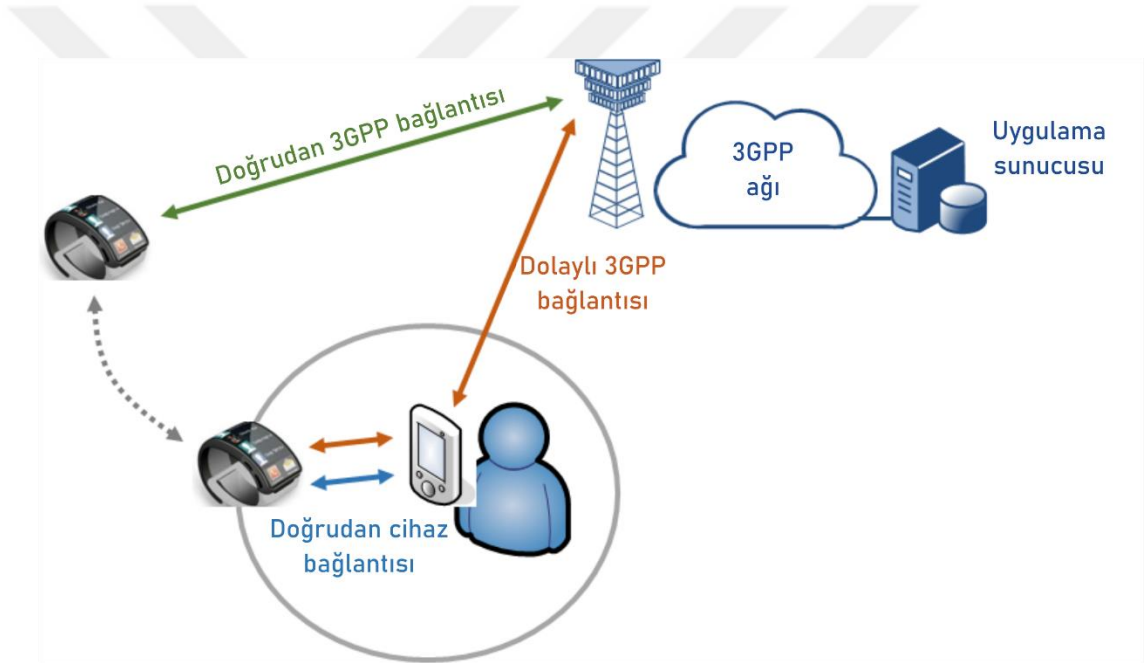 Doğrudan 3GPP bağlantısı
3GPP
ağı
Uygulama
sunucusu
Dolaylı 3GPP
bağlantısı
Doğrudan cihaz
bağlantısı